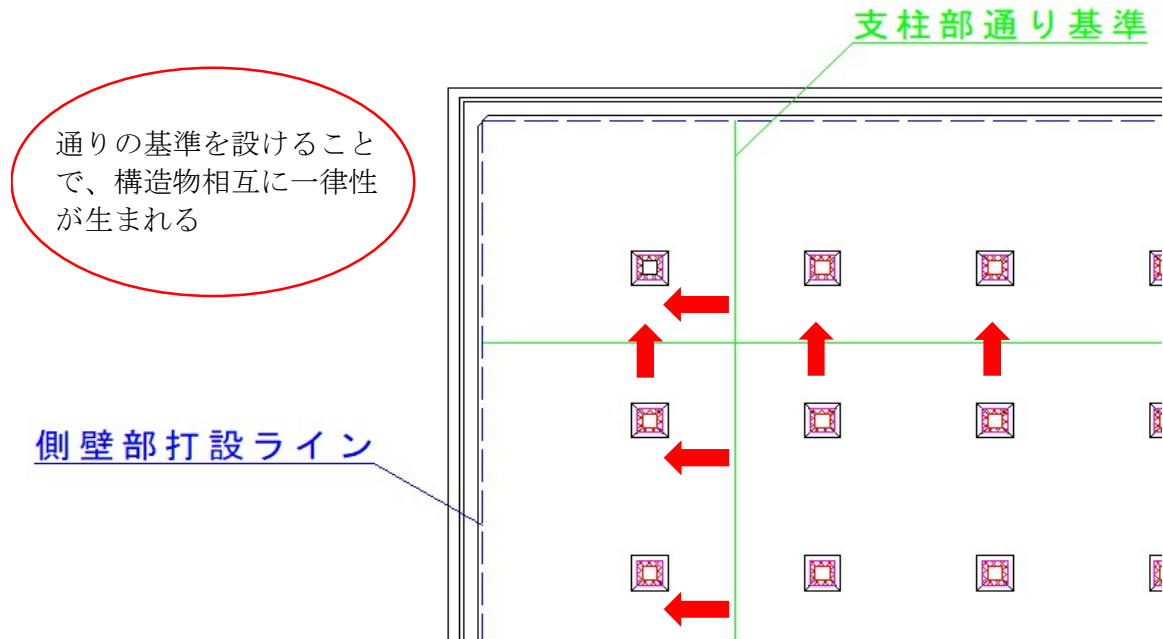 支柱部通り基準
通りの基準を設けること
で、構造物相互に一律性
が生まれる
側壁部打設ライン